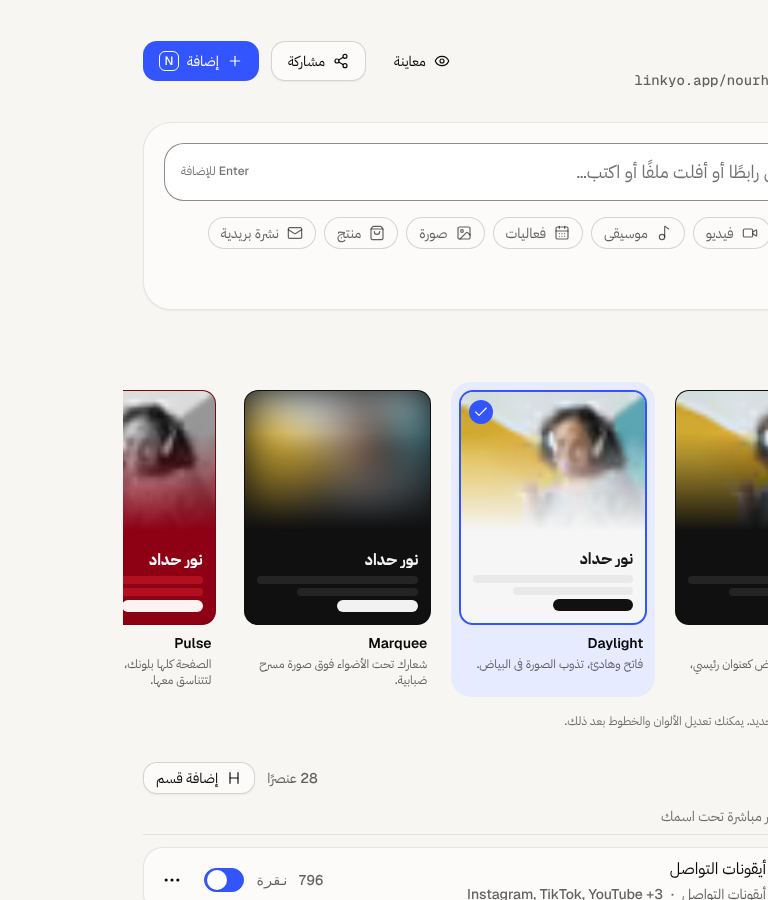 معاينة
مشاركة
إضافة N
linkyo.app/nourh
رابطًا أو أفلت ملفًا أو اكتب...
Enter للإضافة
فيديو
موسيقى
فعاليات
صورة
منتج
نشرة بريدية
نور حداد
نور حداد
نور حداد
كعنوان رئيسي،
Daylight
فاتح وهادئ، تذوب الصورة في البياض.
Marquee
شعارك تحت الأضواء فوق صورة مسرح
ضبابية.
Pulse
الصفحة كلها بلونك،
لتتناسق معها.
يمكنك تعديل الألوان والخطوط بعد ذلك.
28 عنصرًا
إضافة قسم
مباشرة تحت اسمك
أيقونات التواصل
796 نقرة
أيقونات التواصل · Instagram, TikTok, YouTube +3